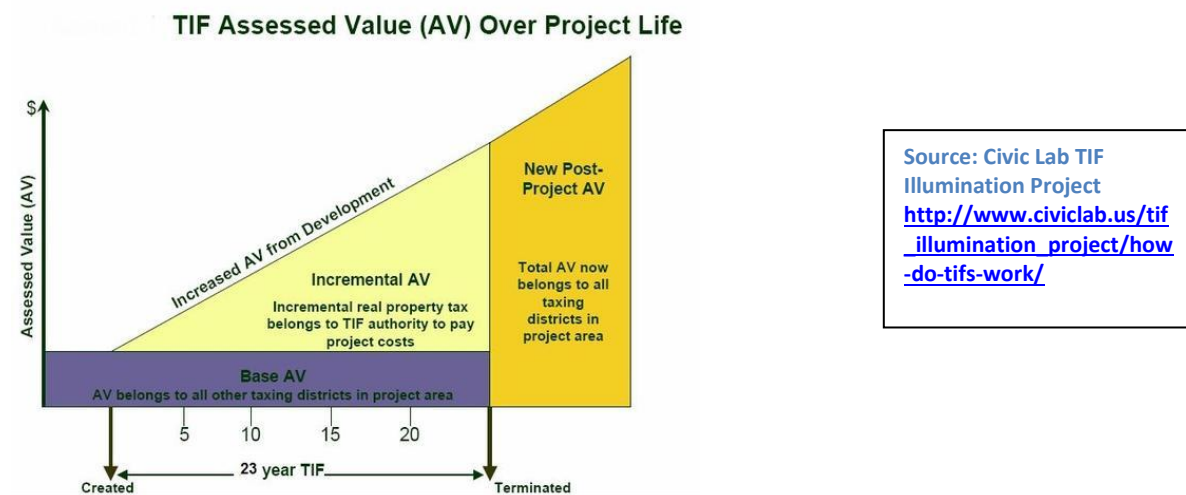 TIF Assessed Value (AV) Over Project Life
$
Assessed Value (AV)
Increased AV from Development
Incremental AV
Incremental real property tax
belongs to TIF authority to pay
project costs
New Post-
Project AV
Total AV now
belongs to all
taxing
districts in
project area
Base AV
AV belongs to all other taxing districts in project area
5
10
15
20
23 year TIF
Created
Terminated
Source: Civic Lab TIF
Illumination Project
http://www.civiclab.us/tif
_illumination_project/how
-do-tifs-work/